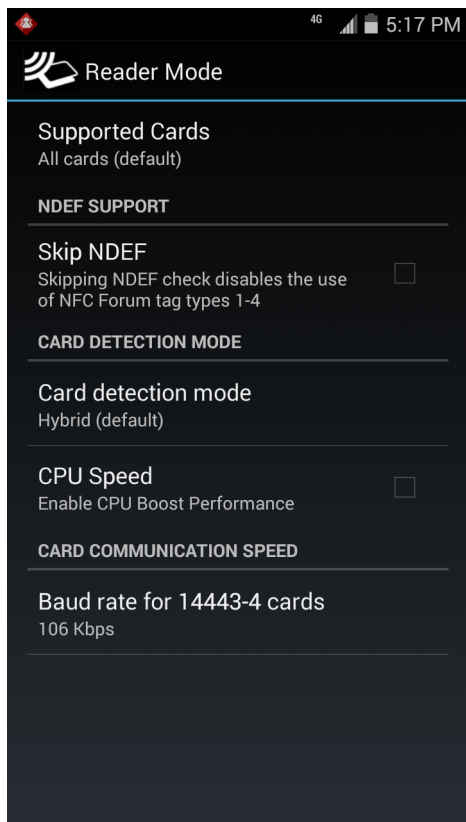 4G 5:17 PM
Reader Mode
Supported Cards
All cards (default)
NDEF SUPPORT
Skip NDEF
Skipping NDEF check disables the use
of NFC Forum tag types 1-4
CARD DETECTION MODE
Card detection mode
Hybrid (default)
CPU Speed
Enable CPU Boost Performance
CARD COMMUNICATION SPEED
Baud rate for 14443-4 cards
106 Kbps